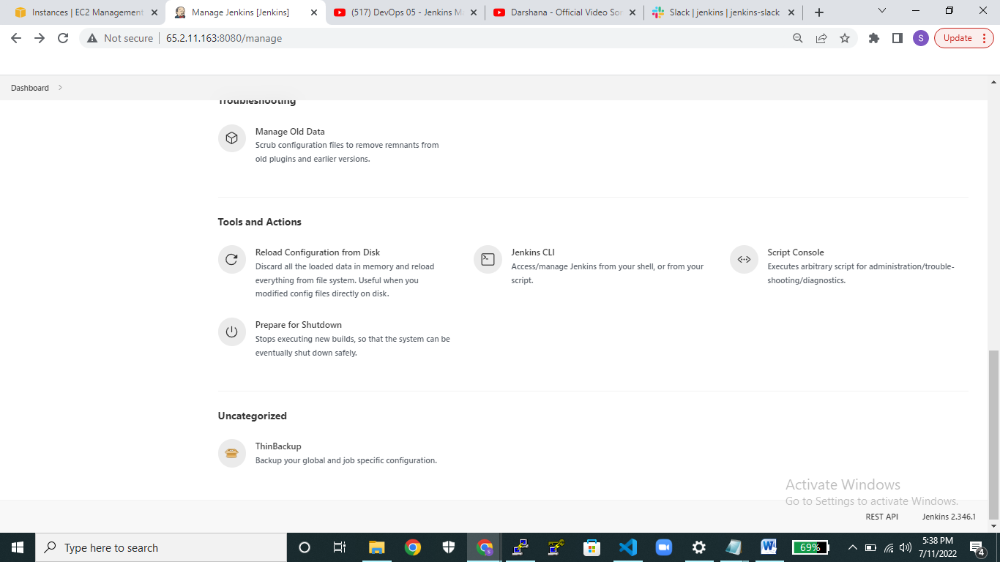 Instances | EC2 Management
Manage Jenkins [Jenkins]
(517) DevOps 05 - Jenkins Ma
Darshana - Official Video Son
Slack | jenkins | jenkins-slack
Not secure
65.2.11.163:8080/manage
S
Update
Dashboard
Troubleshooting
Manage Old Data
Scrub configuration files to remove remnants from
old plugins and earlier versions.
Tools and Actions
Reload Configuration from Disk
Discard all the loaded data in memory and reload
everything from file system. Useful when you
modified config files directly on disk.
Jenkins CLI
Access/manage Jenkins from your shell, or from your
script.
Script Console
Executes arbitrary script for administration/trouble-
shooting/diagnostics.
Prepare for Shutdown
Stops executing new builds, so that the system can be
eventually shut down safely.
Uncategorized
ThinBackup
Backup your global and job specific configuration.
Activate Windows
Go to Settings to activate Windows.
REST API
Jenkins 2.346.1
Type here to search
69%
5:38 PM
7/11/2022
4